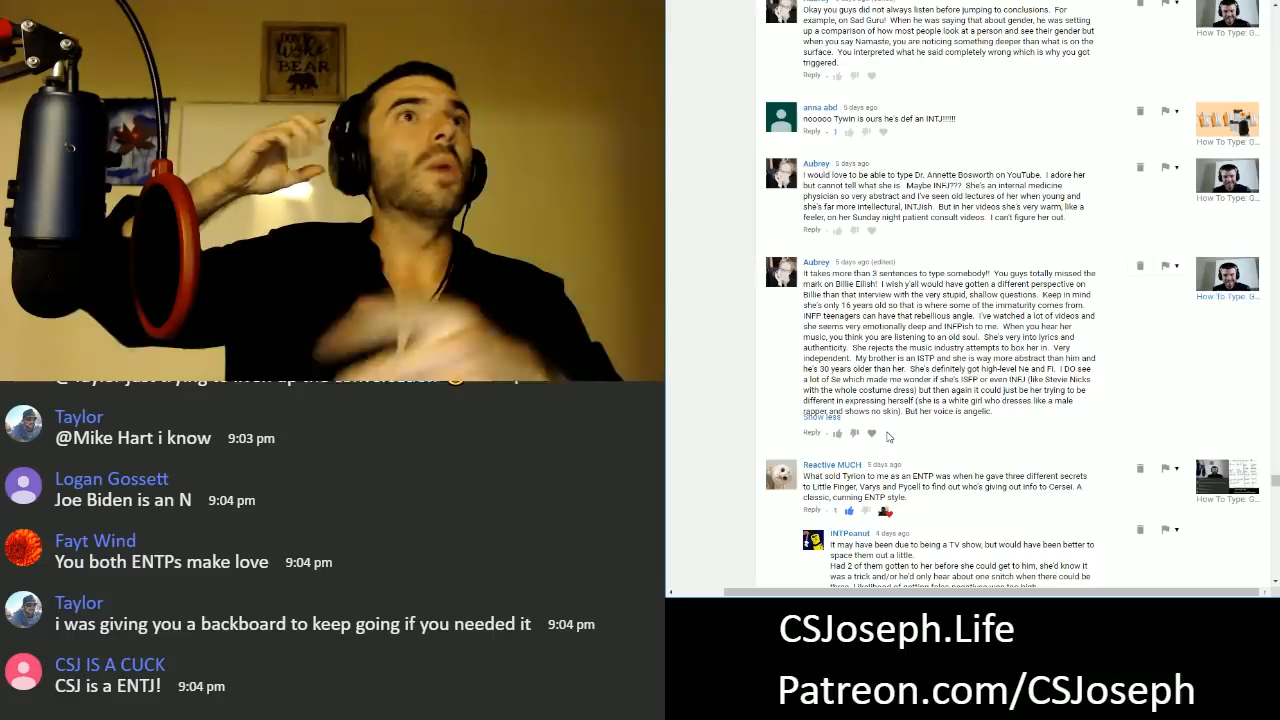 DON'T
WAKE
THE
BEAR
Taylor
@Mike Hart i know 9:03 pm
Logan Gossett
Joe Biden is an N 9:04 pm
Fayt Wind
You both ENTPs make love 9:04 pm
Taylor
i was giving you a backboard to keep going if you needed it 9:04 pm
CSJ IS A CUCK
CSJ is a ENTJ! 9:04 pm
Okay you guys did not always listen before jumping to conclusions. For
example, on Sad Guru! When he was saying that about gender, he was setting
up a comparison of how most people look at a person and see their gender but
when you say Namaste, you are noticing something deeper than what is on the
surface. You interpreted what he said completely wrong which is why you got
triggered.
Reply
How To Type: G...
anna abd 5 days ago
nooooo Tywin is ours he's def an INTJ!!!!!!
Reply 1
How To Type: G...
Aubrey 5 days ago
I would love to be able to type Dr. Annette Bosworth on YouTube. I adore her
but cannot tell what she is Maybe INFJ??? She's an internal medicine
physician so very abstract and I've seen old lectures of her when young and
she's far more intellectual, INTJish. But in her videos she's very warm, like a
feeler, on her Sunday night patient consult videos. I can't figure her out.
Reply
How To Type: G...
Aubrey 5 days ago (edited)
It takes more than 3 sentences to type somebody!! You guys totally missed the
mark on Billie Eilish! I wish y'all would have gotten a different perspective on
Billie than that interview with the very stupid, shallow questions. Keep in mind
she's only 16 years old so that is where some of the immaturity comes from.
INFP teenagers can have that rebellious angle. I've watched a lot of videos and
she seems very emotionally deep and INFPish to me. When you hear her
music, you think you are listening to an old soul. She's very into lyrics and
authenticity. She rejects the music industry attempts to box her in. Very
independent. My brother is an ISTP and she is way more abstract than him and
he's 30 years older than her. She's definitely got high-level Ne and Fi. I DO see
a lot of Se which made me wonder if she's ISFP or even INFJ (like Stevie Nicks
with the whole costume dress) but then again it could just be her trying to be
different in expressing herself (she is a white girl who dresses like a male
rapper and shows no skin). But her voice is angelic.
Show less
Reply
How To Type: G...
Reactive MUCH 5 days ago
What sold Tyrion to me as an ENTP was when he gave three different secrets
to Little Finger, Varys and Pycell to find out who's giving out info to Cersei. A
classic, cunning ENTP style.
Reply 1
How To Type: G...
INTPeanut 4 days ago
It may have been due to being a TV show, but would have been better to
space them out a little.
Had 2 of them gotten to her before she could get to him, she'd know it
was a trick and/or he'd only hear about one snitch when there could be
CSJoseph.Life
Patreon.com/CSJoseph